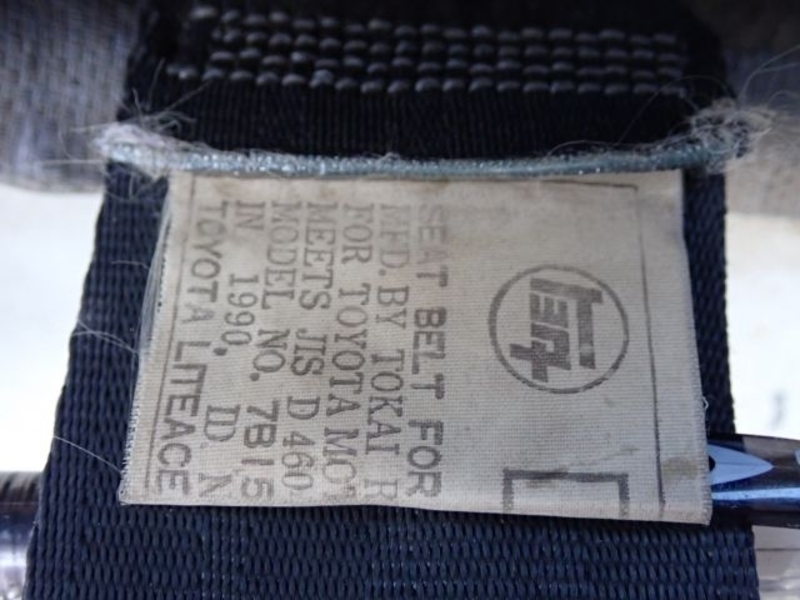 SEAT BELT FOR
MFD. BY TOKAI R
FOR TOYOTA MOT
MEETS JIS D 460
MODEL NO. 7B15
IN 1990. ID N
TOYOTA LITEACE